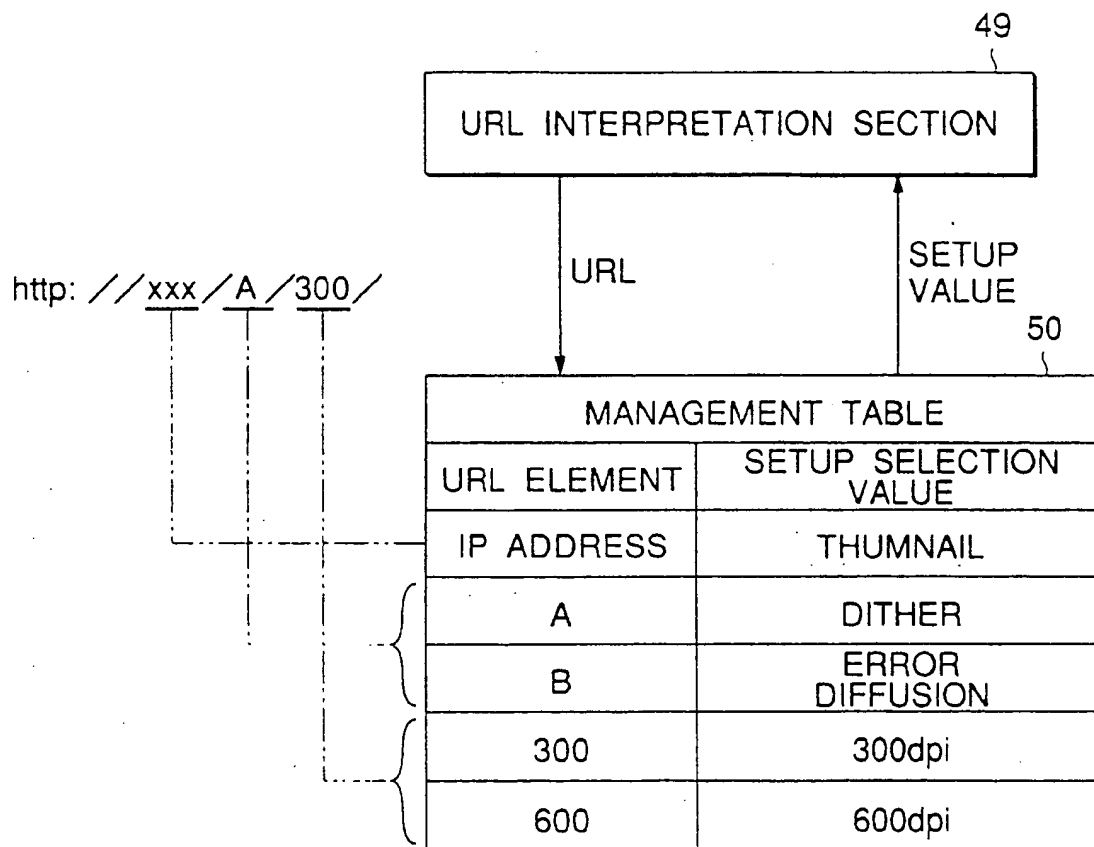 49
URL INTERPRETATION SECTION
URL
SETUP
VALUE
http: //xxx/A/300/
50
MANAGEMENT TABLE
URL ELEMENT
SETUP SELECTION
VALUE
IP ADDRESS
THUMNAIL
A
DITHER
B
ERROR
DIFFUSION
300
300dpi
600
600dpi